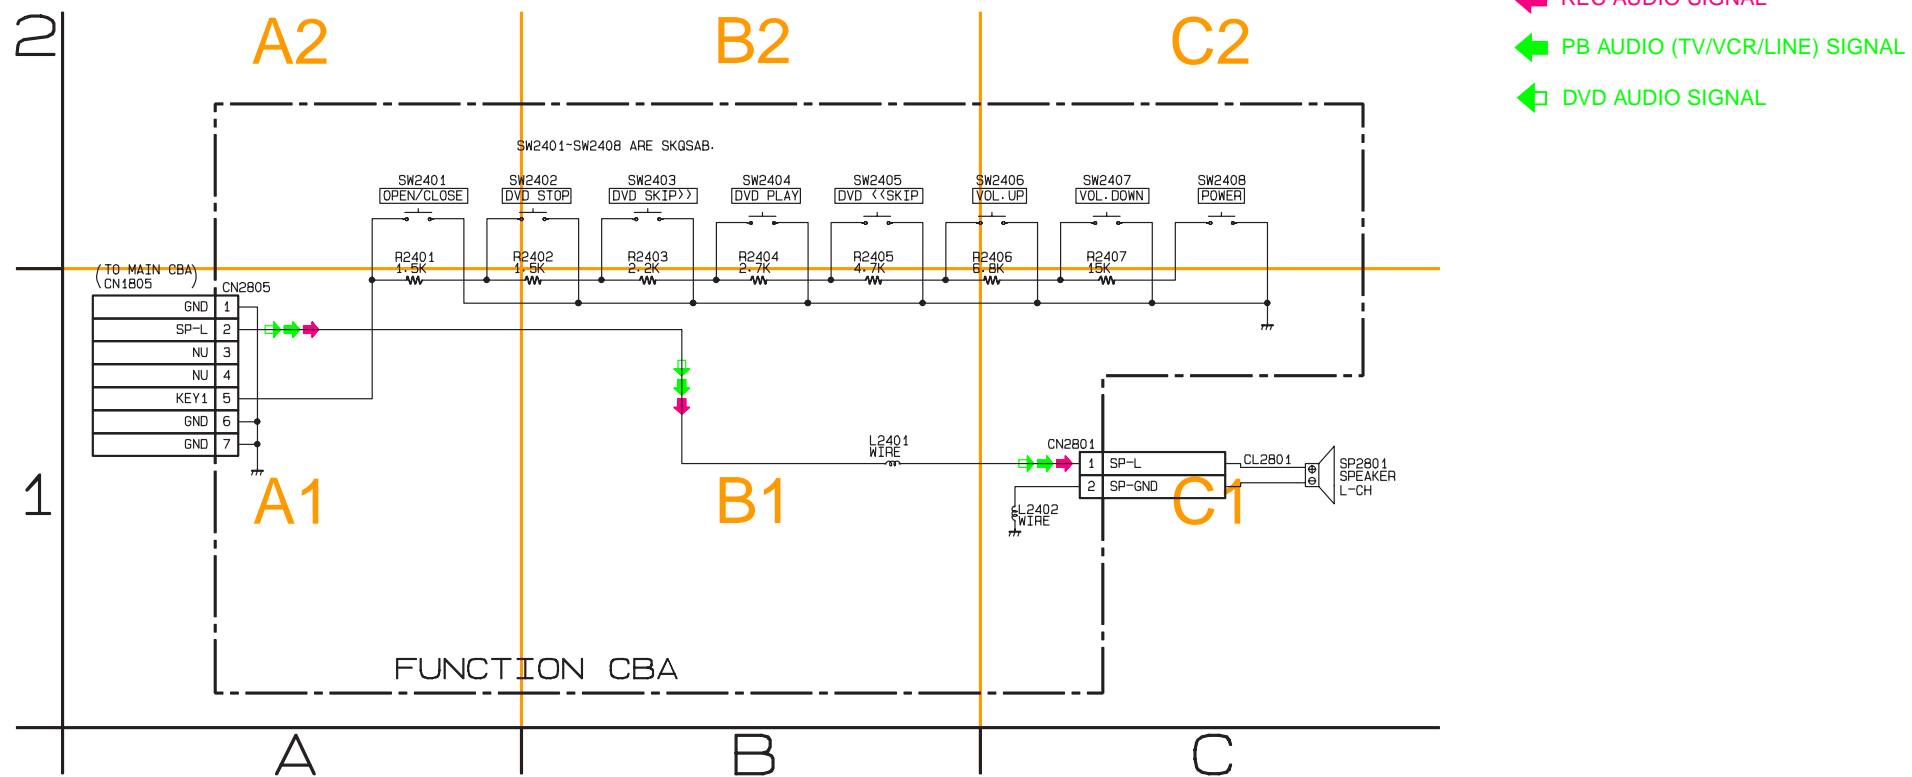 2
A2
B2
C2
REC AUDIO SIGNAL
PB AUDIO (TV/VCR/LINE) SIGNAL
DVD AUDIO SIGNAL
SW2401~SW2408 ARE SKQSAB.
SW2401 SW2402 SW2403 SW2404 SW2405 SW2406 SW2407 SW2408
OPEN/CLOSE DVD STOP DVD SKIP>> DVD PLAY DVD <<SKIP VOL.UP VOL.DOWN POWER
R2401 R2402 R2403 R2404 R2405 R2406 R2407
1.5K 1.5K 2.2K 2.7K 4.7K 6.8K 15K
(TO MAIN CBA)
CN1805
CN2805
GND 1
SP-L 2
NU 3
NU 4
KEY1 5
GND 6
GND 7
L2401
WIRE
CN2801
1 SP-L
2 SP-GND
CL2801
SP2801
SPEAKER
L-CH
L2402
WIRE
1
A1
B1
C1
FUNCTION CBA
A
B
C